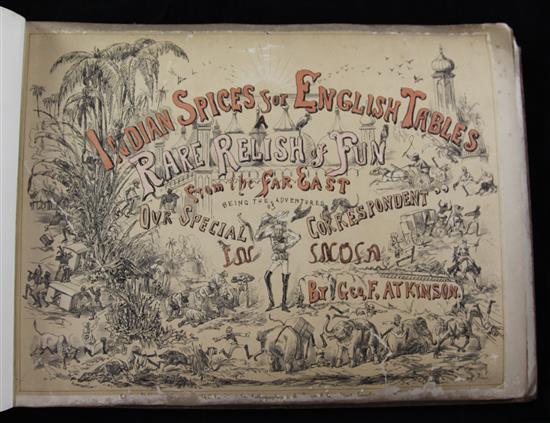 INDIAN SPICES for ENGLISH TABLES
A
RARE RELISH of FUN
From the FAR EAST
BEING THE ADVENTURES
OF
OUR SPECIAL CORRESPONDENT
IN INDIA
BY GEO. F. ATKINSON.